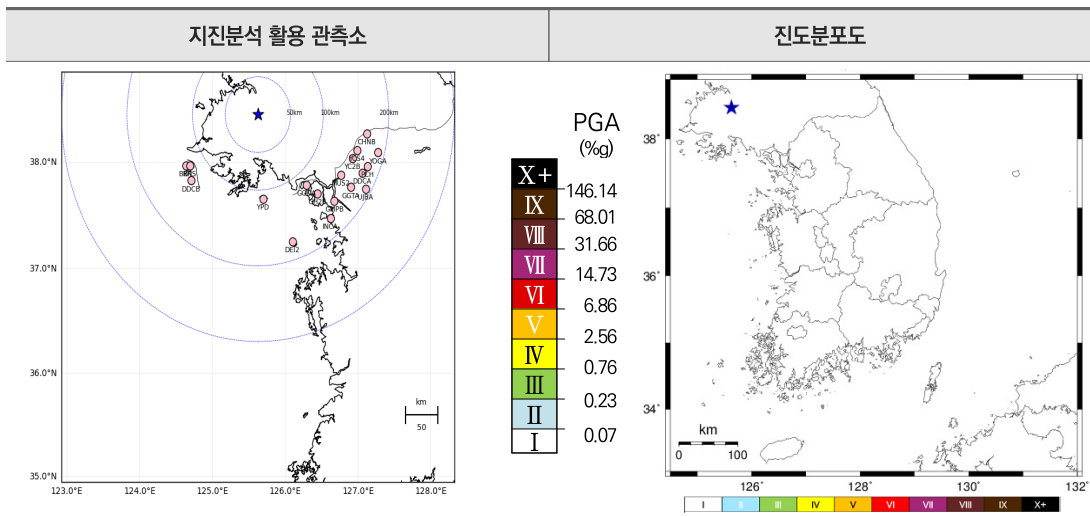 지진분석 활용 관측소
진도분포도
50km
100km
200km
CHNB
YOGA
YC2B
DDCA
GGTA
UJBA
YPD
INCA
DEI2
DDCB
km
50
38.0°N
37.0°N
36.0°N
35.0°N
123.0°E
124.0°E
125.0°E
126.0°E
127.0°E
128.0°E
PGA
(%g)
X+
146.14
IX
68.01
VIII
31.66
VII
14.73
VI
6.86
V
2.56
IV
0.76
III
0.23
II
0.07
I
38°
36°
34°
km
0
100
126°
128°
130°
132°
I
II
III
IV
V
VI
VII
VIII
IX
X+